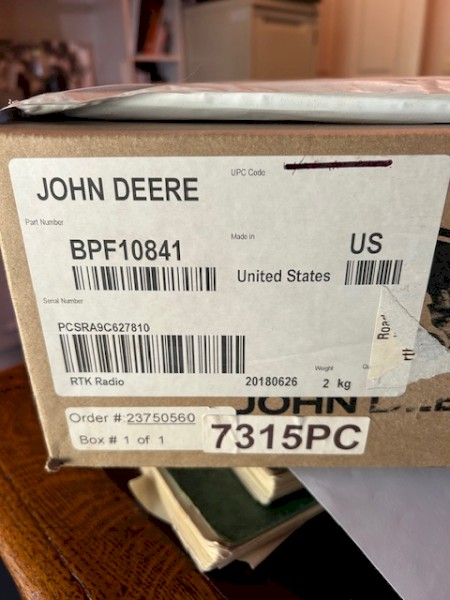 JOHN DEERE
UPC Code
Part Number
BPF10841
Made in
United States
US
Serial Number
PCSRA9C627810
RTK Radio
20180626
Weight
2 kg
Order #:23750560
Box # 1 of 1
7315PC
JOHN